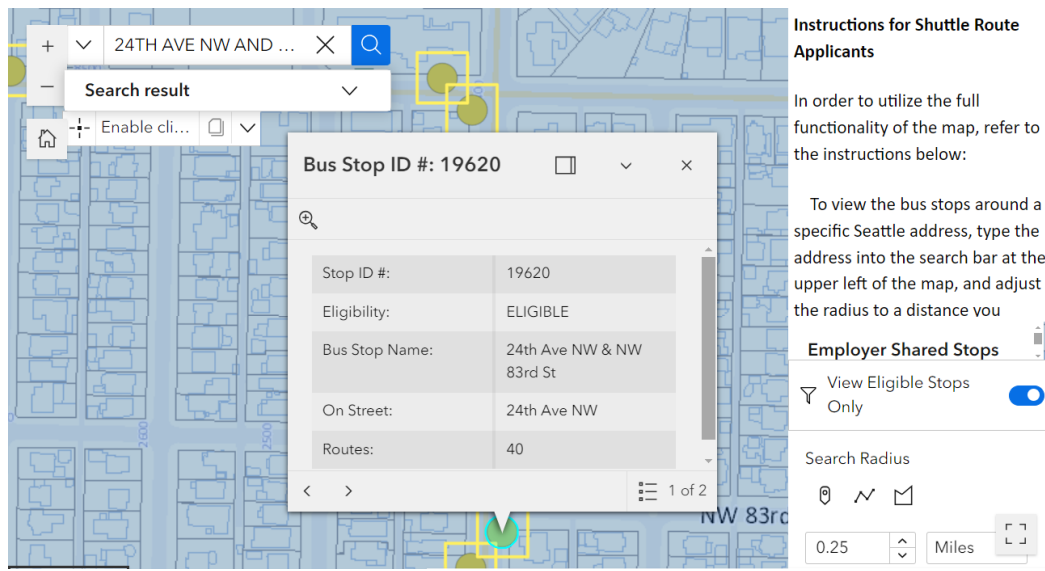 24TH AVE NW AND ...
Search result
Enable cli...
Bus Stop ID #: 19620
Stop ID #: 19620
Eligibility: ELIGIBLE
Bus Stop Name: 24th Ave NW & NW
83rd St
On Street: 24th Ave NW
Routes: 40
1 of 2
2600
2500
NW 83rd
Instructions for Shuttle Route
Applicants
In order to utilize the full
functionality of the map, refer to
the instructions below:
To view the bus stops around a
specific Seattle address, type the
address into the search bar at the
upper left of the map, and adjust
the radius to a distance you
Employer Shared Stops
View Eligible Stops
Only
Search Radius
0.25 Miles